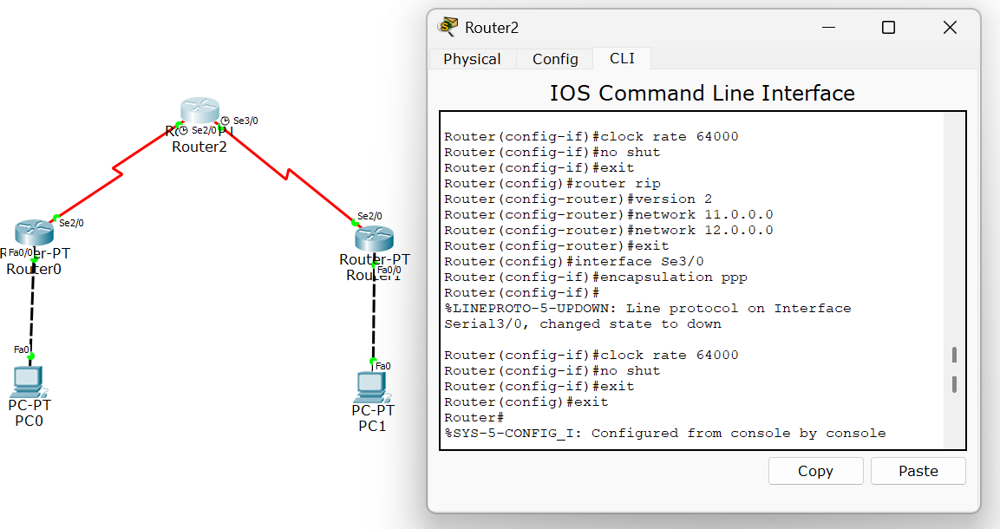 Router2
Physical
Config
CLI
IOS Command Line Interface
Router(config-if)#clock rate 64000
Router(config-if)#no shut
Router(config-if)#exit
Router(config)#router rip
Router(config-router)#version 2
Router(config-router)#network 11.0.0.0
Router(config-router)#network 12.0.0.0
Router(config-router)#exit
Router(config)#interface Se3/0
Router(config-if)#encapsulation ppp
Router(config-if)#
%LINEPROTO-5-UPDOWN: Line protocol on Interface
Serial3/0, changed state to down
Router(config-if)#clock rate 64000
Router(config-if)#no shut
Router(config-if)#exit
Router(config)#exit
Router#
%SYS-5-CONFIG_I: Configured from console by console
Copy
Paste
Se3/0
Se2/0
Router2
Se2/0
Fa0/0
Router0
Se2/0
Router-PT
Fa0/0
Fa0
PC-PT
PC0
Fa0
PC-PT
PC1